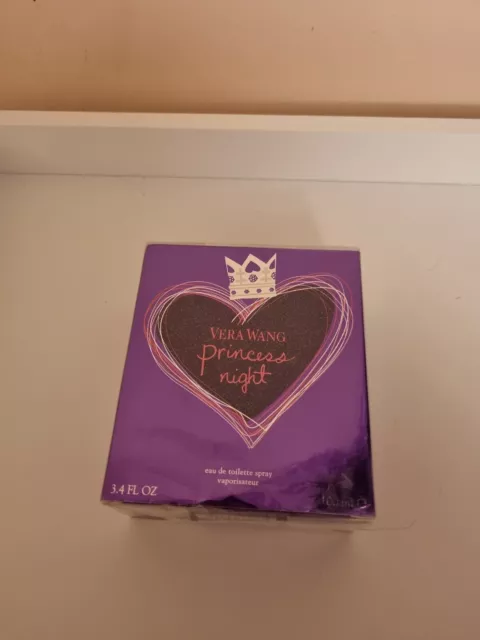 VERA WANG
princess
night
eau de toilette spray
vaporisateur
3.4 FL OZ